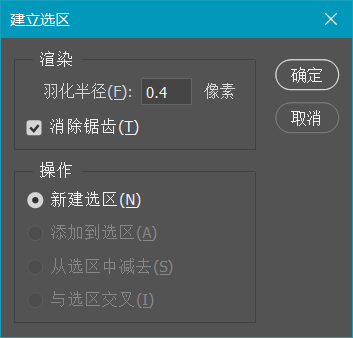 建立选区
渲染
羽化半径(F): 0.4 像素
消除锯齿(T)
确定
取消
操作
新建选区(N)
添加到选区(A)
从选区中减去(S)
与选区交叉(I)